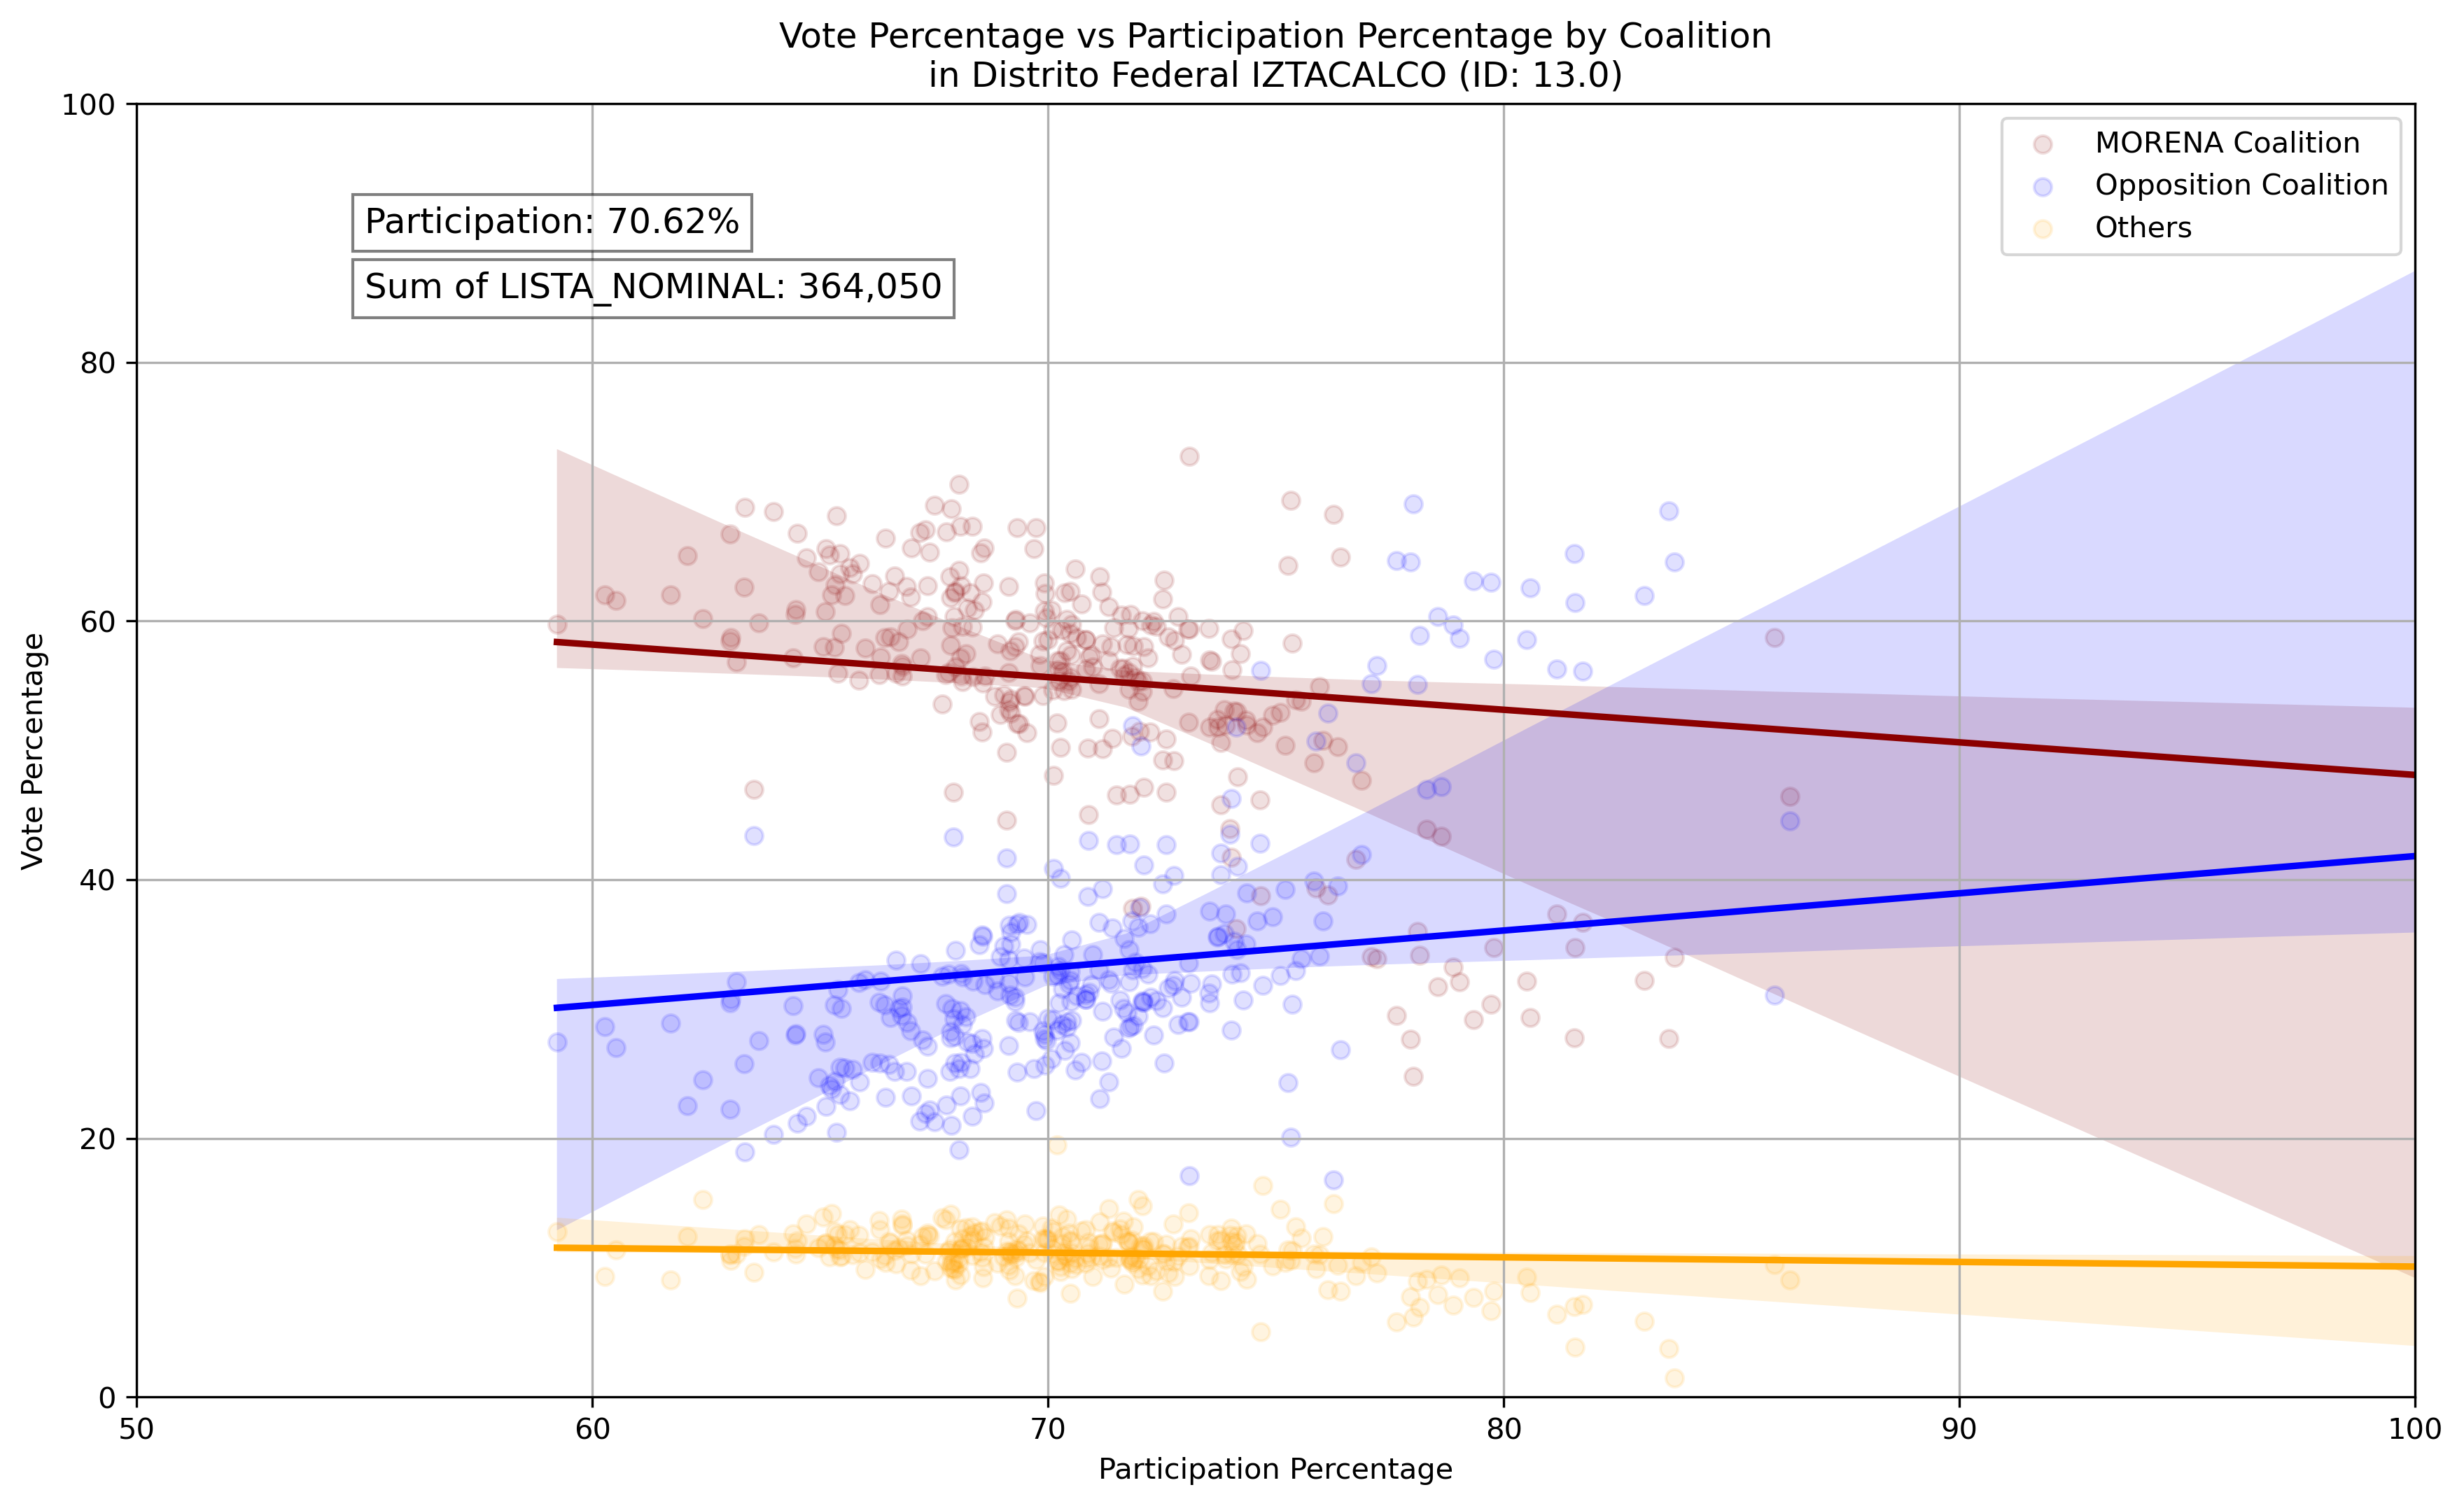 Vote Percentage vs Participation Percentage by Coalition
in Distrito Federal IZTACALCO (ID: 13.0)
MORENA Coalition
Opposition Coalition
Others
Participation: 70.62%
Sum of LISTA_NOMINAL: 364,050
Vote Percentage
100
80
60
40
20
0
50 60 70 80 90 100
Participation Percentage